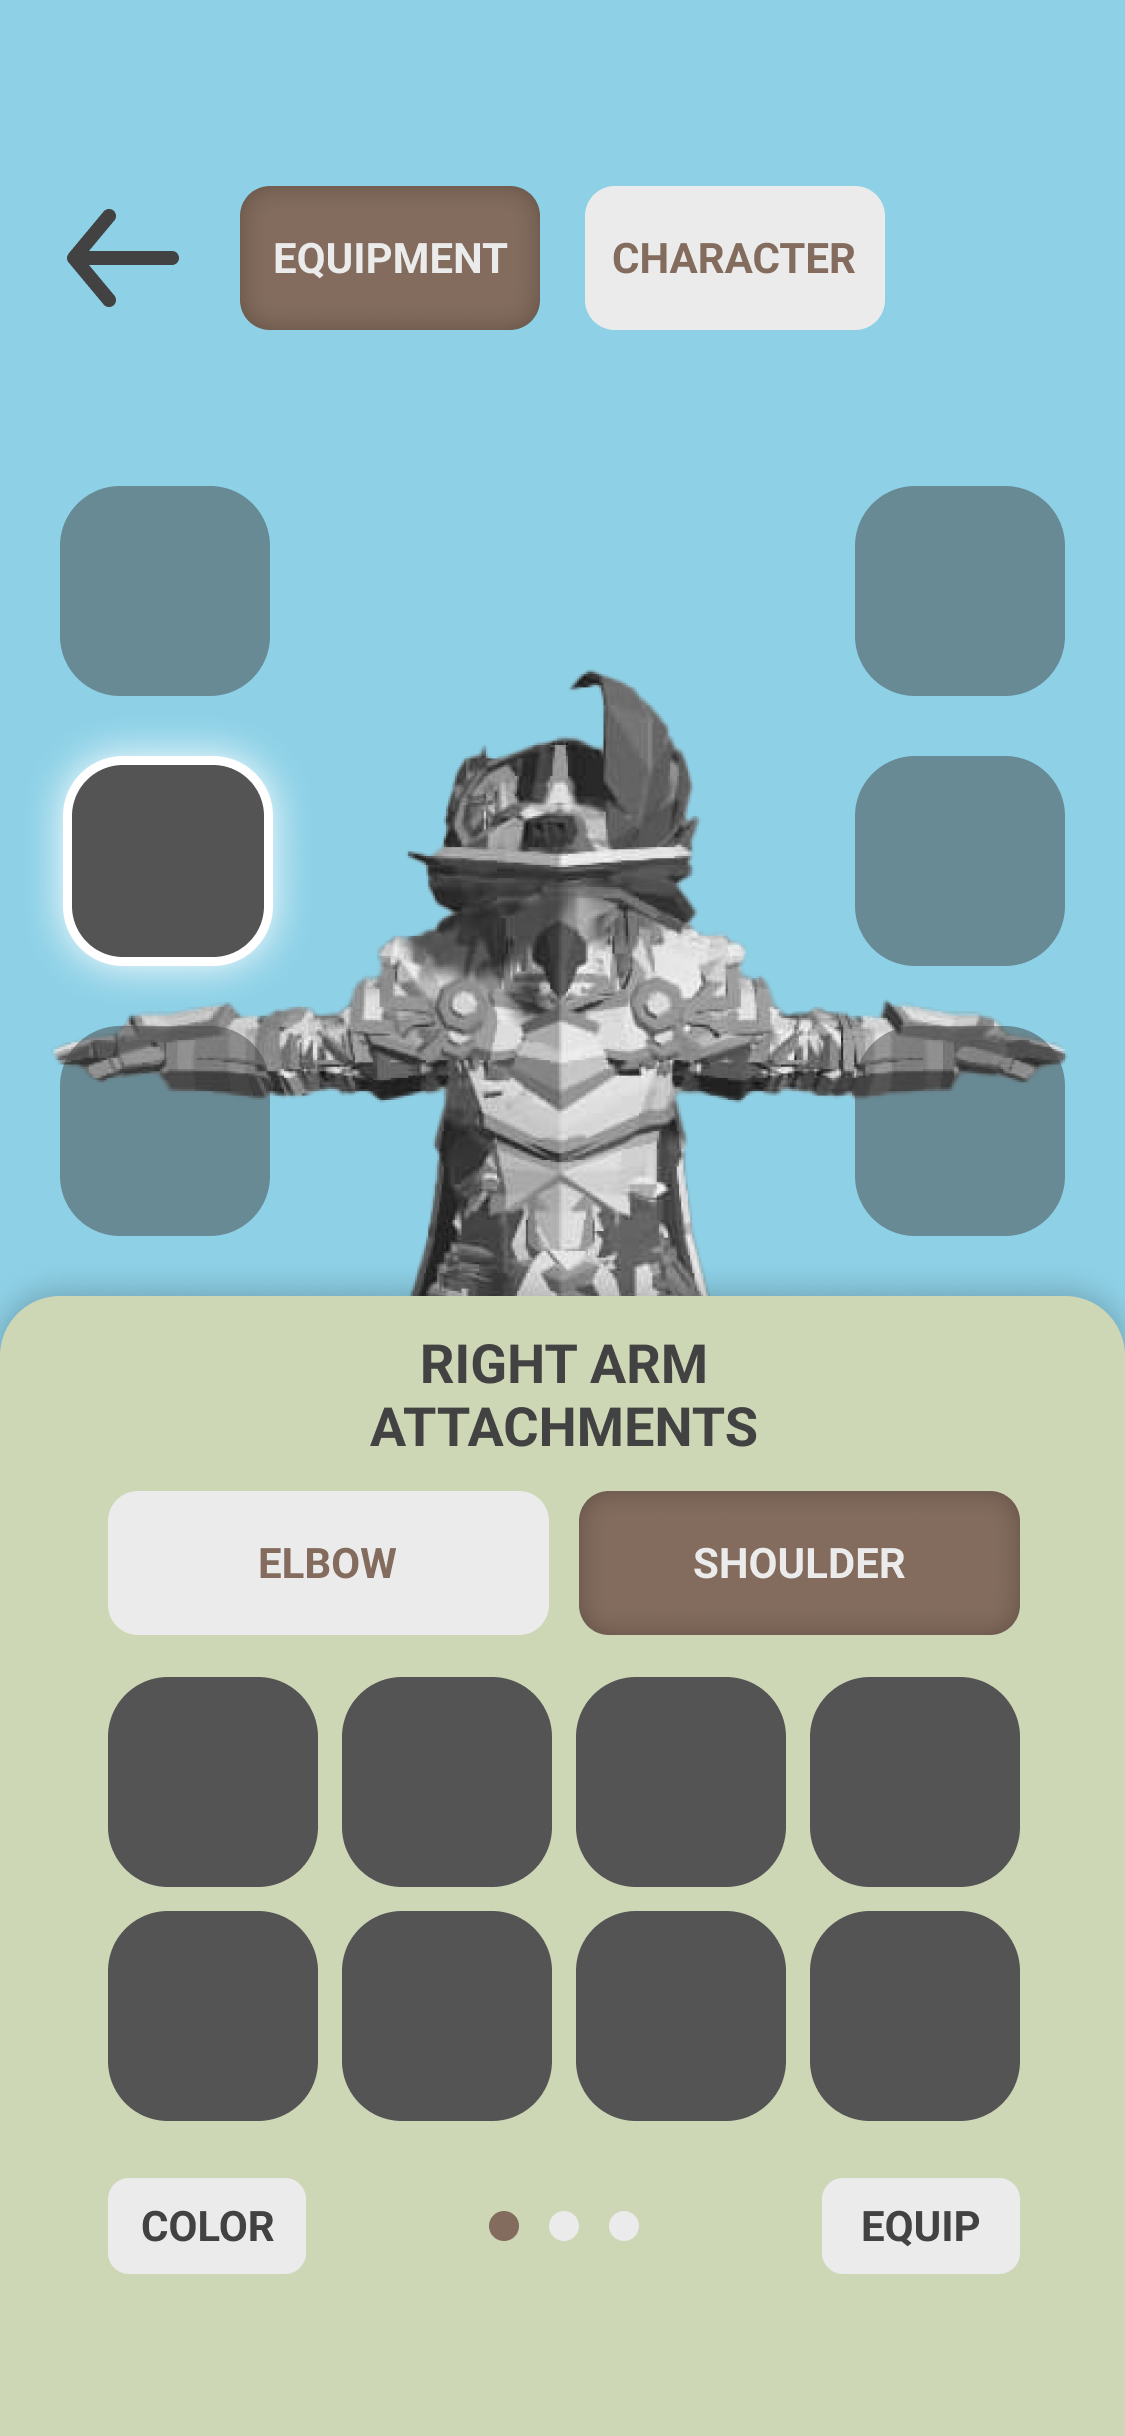 EQUIPMENT
CHARACTER
RIGHT ARM
ATTACHMENTS
ELBOW
SHOULDER
COLOR
EQUIP